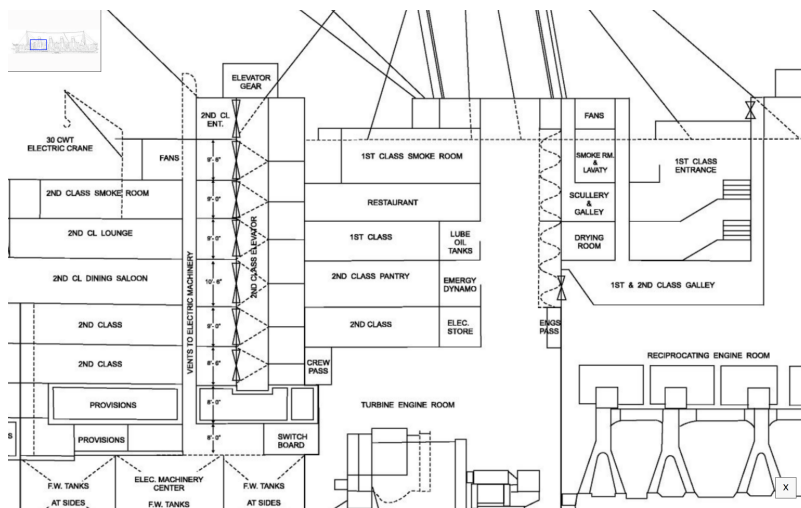 ELEVATOR
GEAR
2ND CL
ENT.
FANS
30 CWT
ELECTRIC CRANE
FANS
9'- 6"
1ST CLASS SMOKE ROOM
SMOKE RM.
&
LAVATY
1ST CLASS
ENTRANCE
2ND CLASS SMOKE ROOM
9'- 0"
RESTAURANT
SCULLERY
&
GALLEY
2ND CL LOUNGE
9'- 0"
1ST CLASS
LUBE
OIL
TANKS
DRYING
ROOM
2ND CLASS ELEVATOR
VENTS TO ELECTRIC MACHINERY
2ND CL DINING SALOON
10'- 6"
2ND CLASS PANTRY
EMERGY
DYNAMO
1ST & 2ND CLASS GALLEY
2ND CLASS
9'- 0"
2ND CLASS
ELEC.
STORE
ENGS
PASS
2ND CLASS
8'- 6"
CREW
PASS
RECIPROCATING ENGINE ROOM
PROVISIONS
8'- 0"
TURBINE ENGINE ROOM
S
PROVISIONS
8'- 0"
SWITCH
BOARD
F.W. TANKS
AT SIDES
ELEC. MACHINERY
CENTER
F.W. TANKS
F.W. TANKS
AT SIDES
X